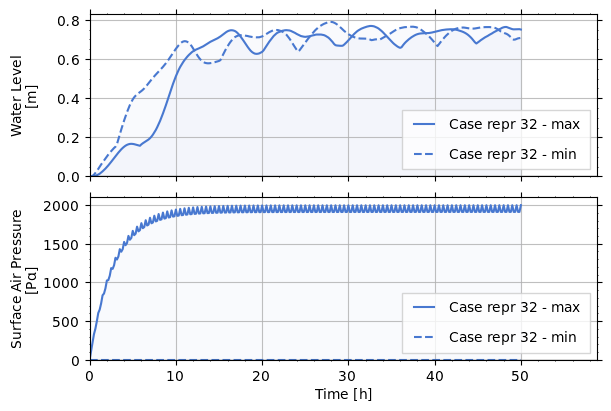 0.8
0.6
0.4
0.2
0.0
Water Level
[m]
Case repr 32 - max
Case repr 32 - min
2000
1500
1000
500
0
Surface Air Pressure
[Pa]
Case repr 32 - max
Case repr 32 - min
0 10 20 30 40 50
Time [h]